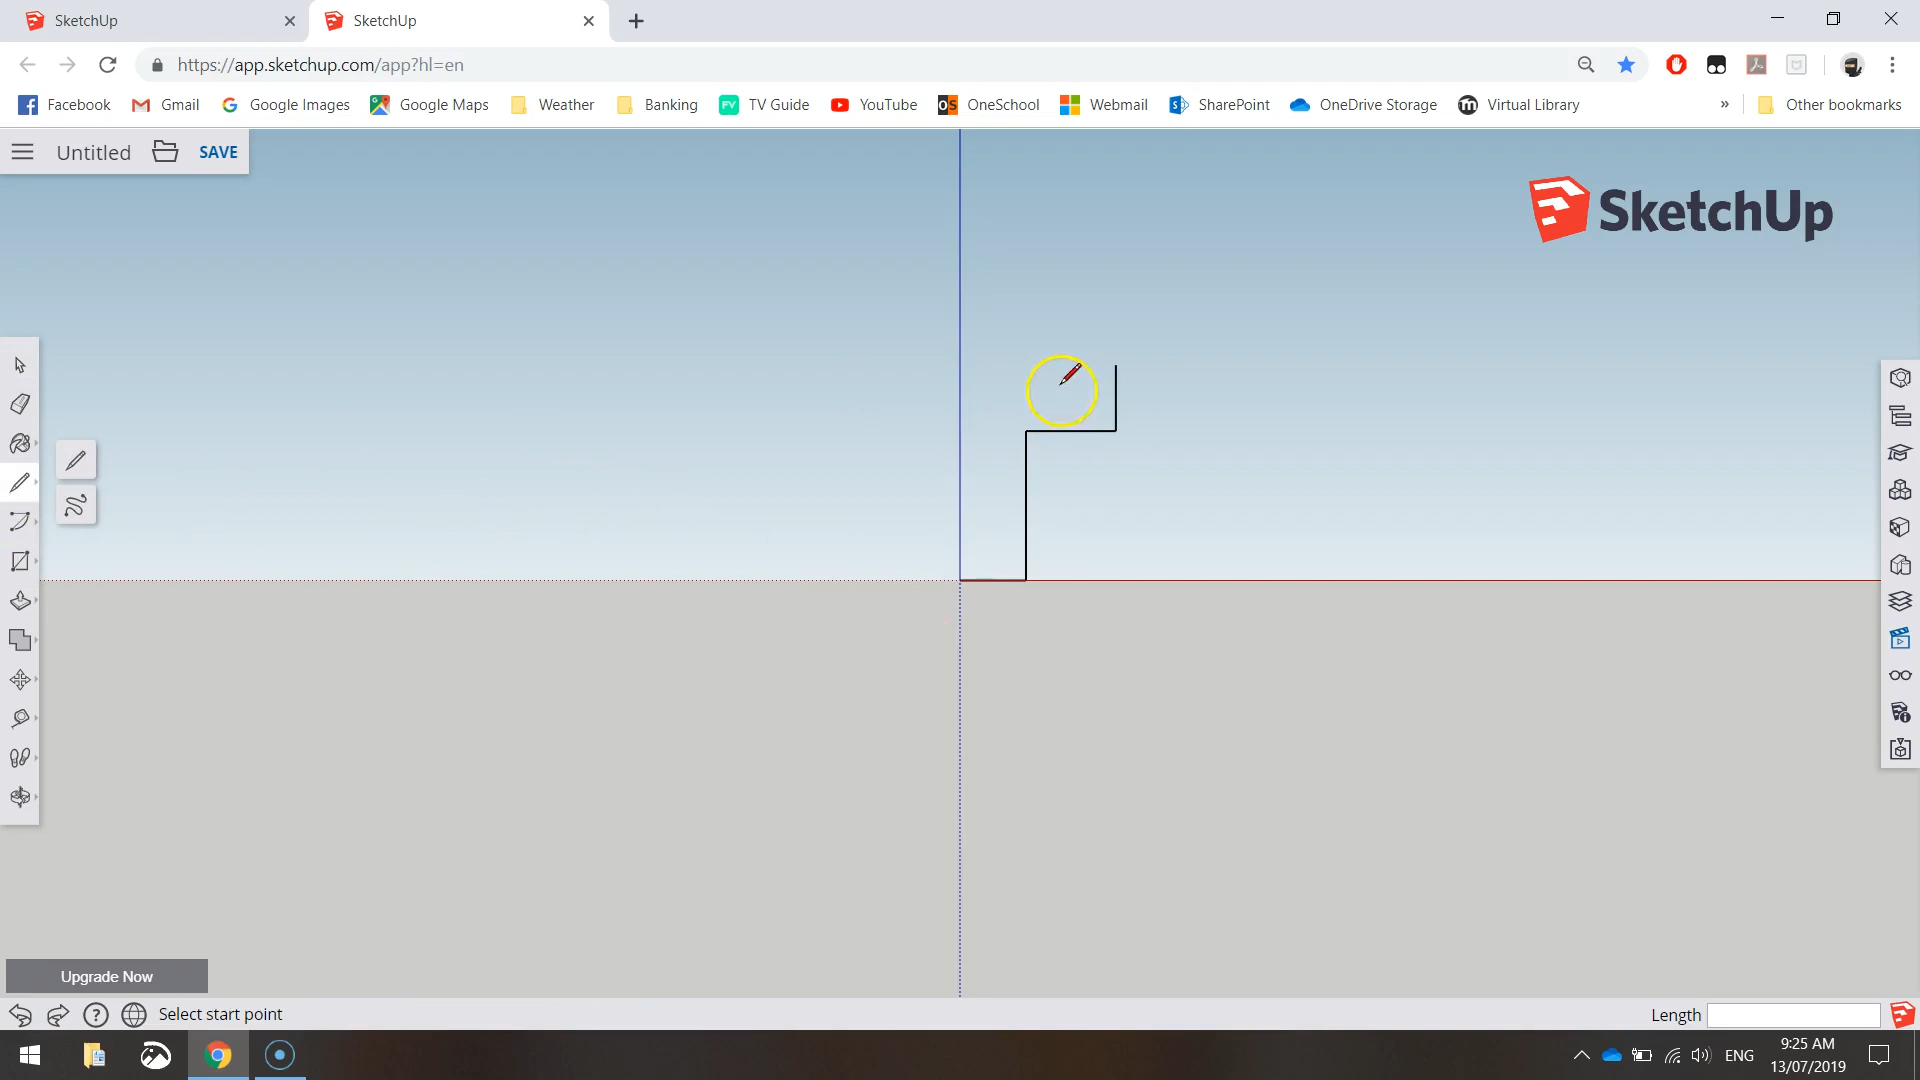 SketchUp
SketchUp
https://app.sketchup.com/app?hl=en
Facebook
Gmail
Google Images
Google Maps
Weather
Banking
TV Guide
YouTube
OneSchool
Webmail
SharePoint
OneDrive Storage
Virtual Library
»
Other bookmarks
Untitled
SAVE
SketchUp
Upgrade Now
Select start point
Length
ENG
9:25 AM
13/07/2019